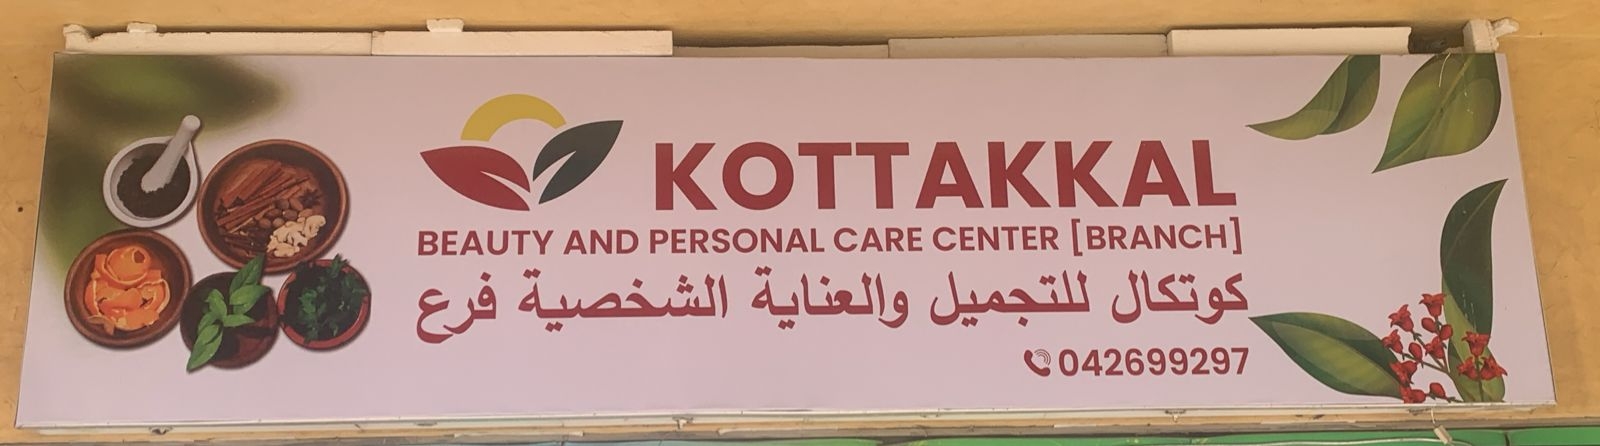 KOTTAKKAL
BEAUTY AND PERSONAL CARE CENTER [BRANCH]
كوتكال للتجميل والعناية الشخصية فرع
042699297